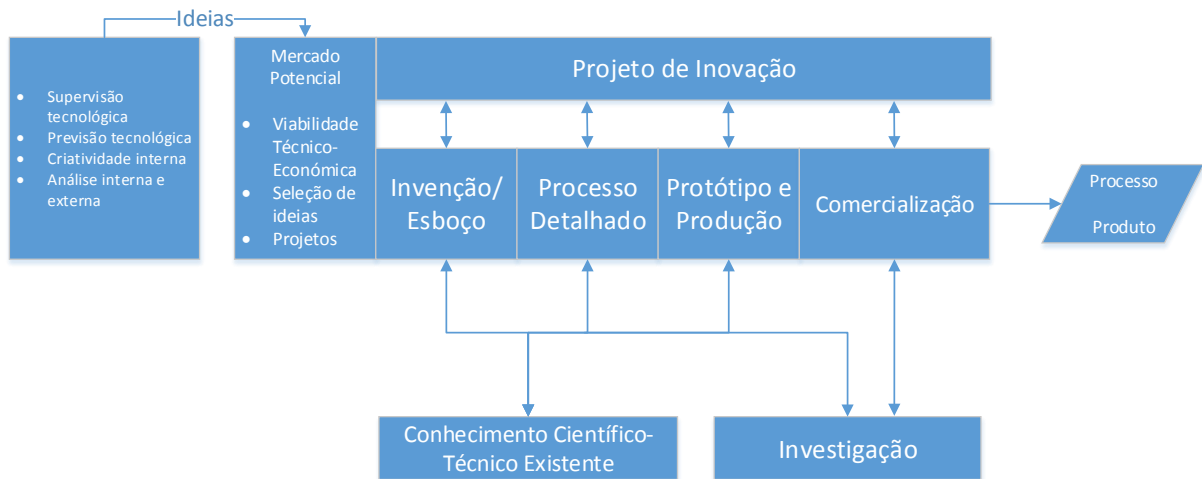 Ideias
• Supervisão
tecnológica
• Previsão tecnológica
• Criatividade interna
• Análise interna e
externa
Mercado
Potencial
• Viabilidade
Técnico-
Económica
• Seleção de
ideias
• Projetos
Projeto de Inovação
Invenção/
Esboço
Processo
Detalhado
Protótipo e
Produção
Comercialização
Processo
Produto
Conhecimento Científico-
Técnico Existente
Investigação